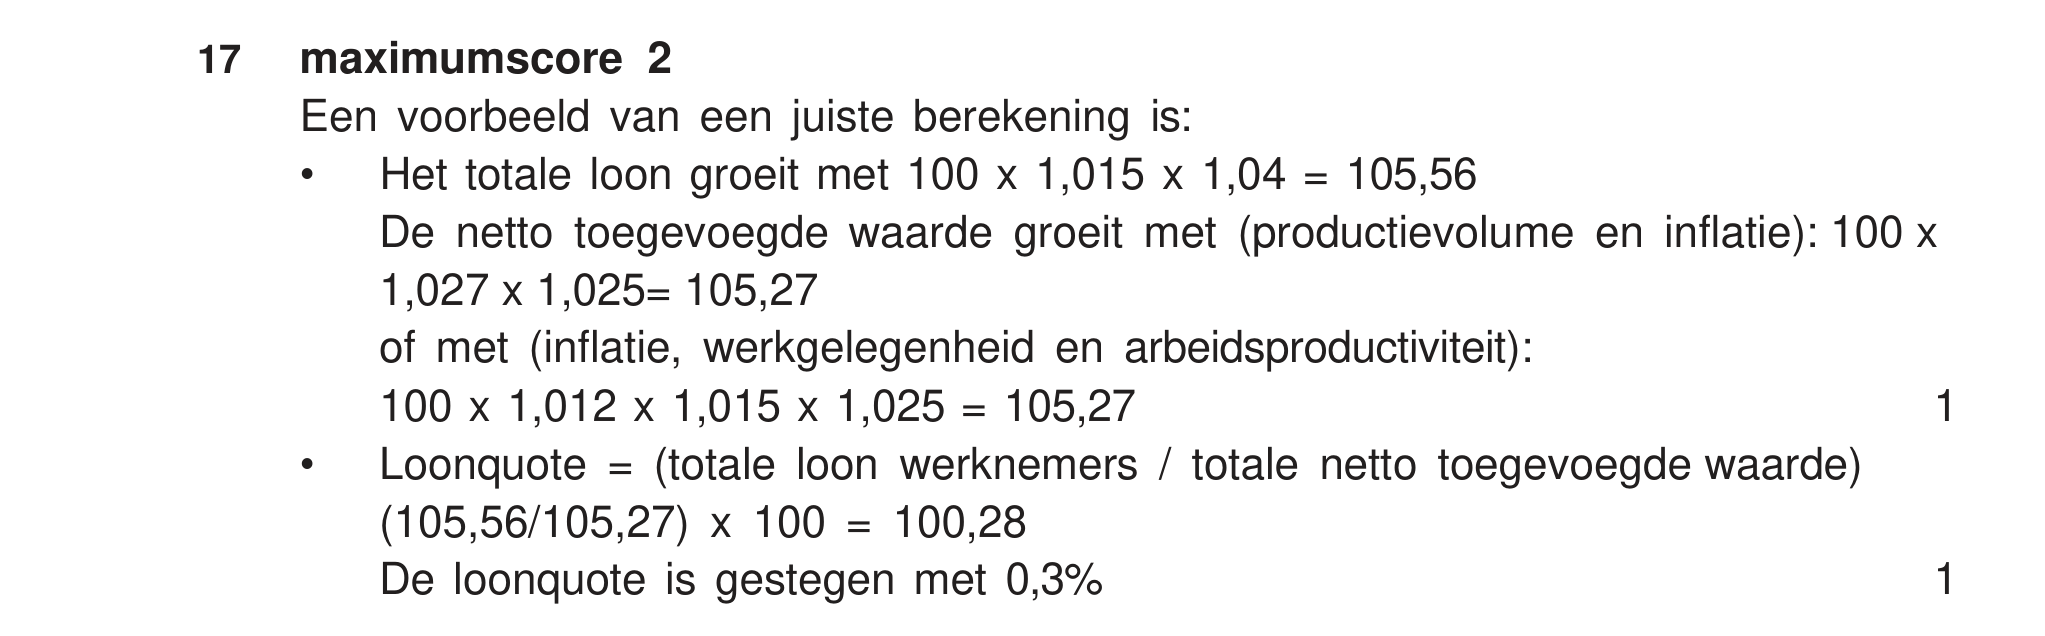 17 maximumscore 2
Een voorbeeld van een juiste berekening is:
• Het totale loon groeit met 100 x 1,015 x 1,04 = 105,56
De netto toegevoegde waarde groeit met (productievolume en inflatie): 100 x
1,027 x 1,025= 105,27
of met (inflatie, werkgelegenheid en arbeidsproductiviteit):
100 x 1,012 x 1,015 x 1,025 = 105,27 1
• Loonquote = (totale loon werknemers / totale netto toegevoegde waarde)
(105,56/105,27) x 100 = 100,28
De loonquote is gestegen met 0,3% 1